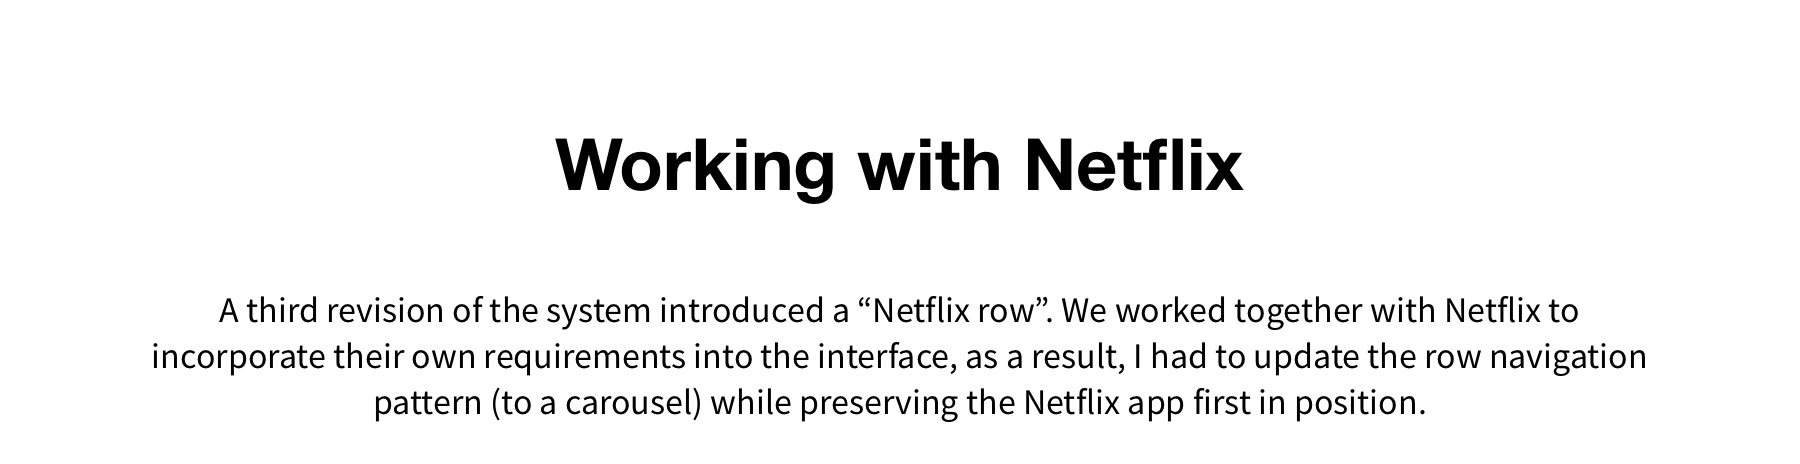 Working with Netflix
A third revision of the system introduced a “Netflix row”. We worked together with Netflix to
incorporate their own requirements into the interface, as a result, I had to update the row navigation
pattern (to a carousel) while preserving the Netflix app first in position.